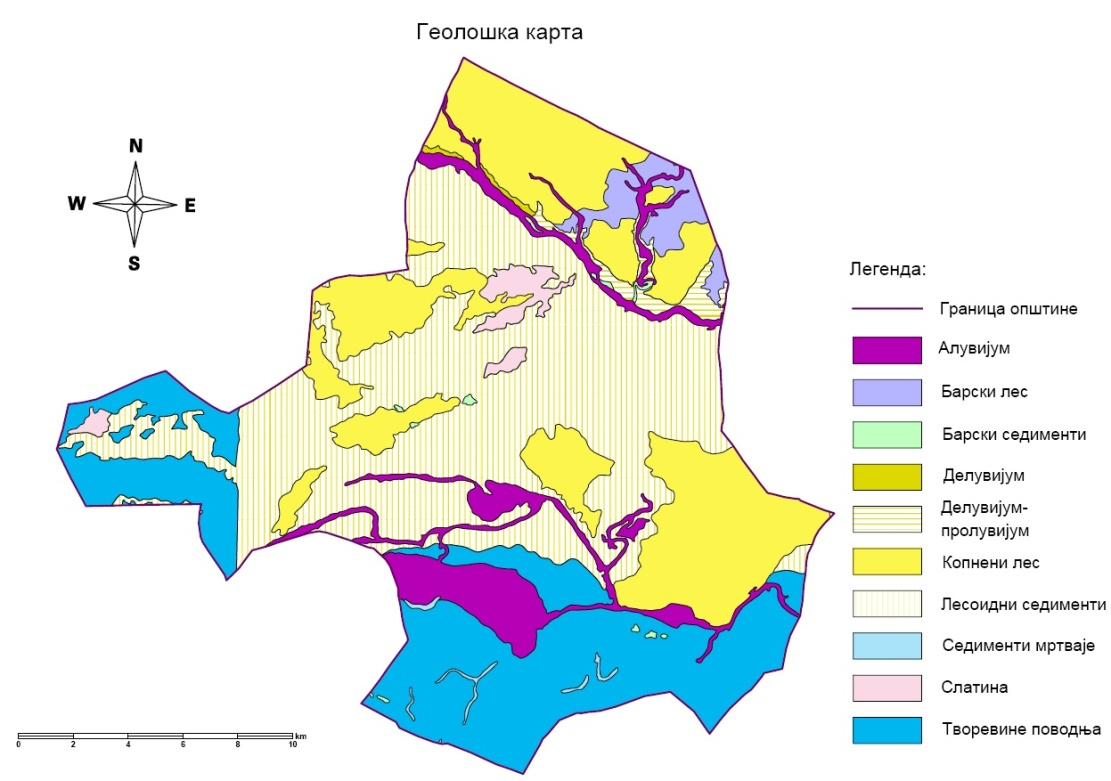 Геолошка карта
N
W E
S
Легенда:
Граница општине
Алувијум
Барски лес
Барски седименти
Делувијум
Делувијум-
пролувијум
Копнени лес
Лесоидни седименти
Седименти мртваје
Слатина
Творевине поводња
0 2 4 6 8 10 km